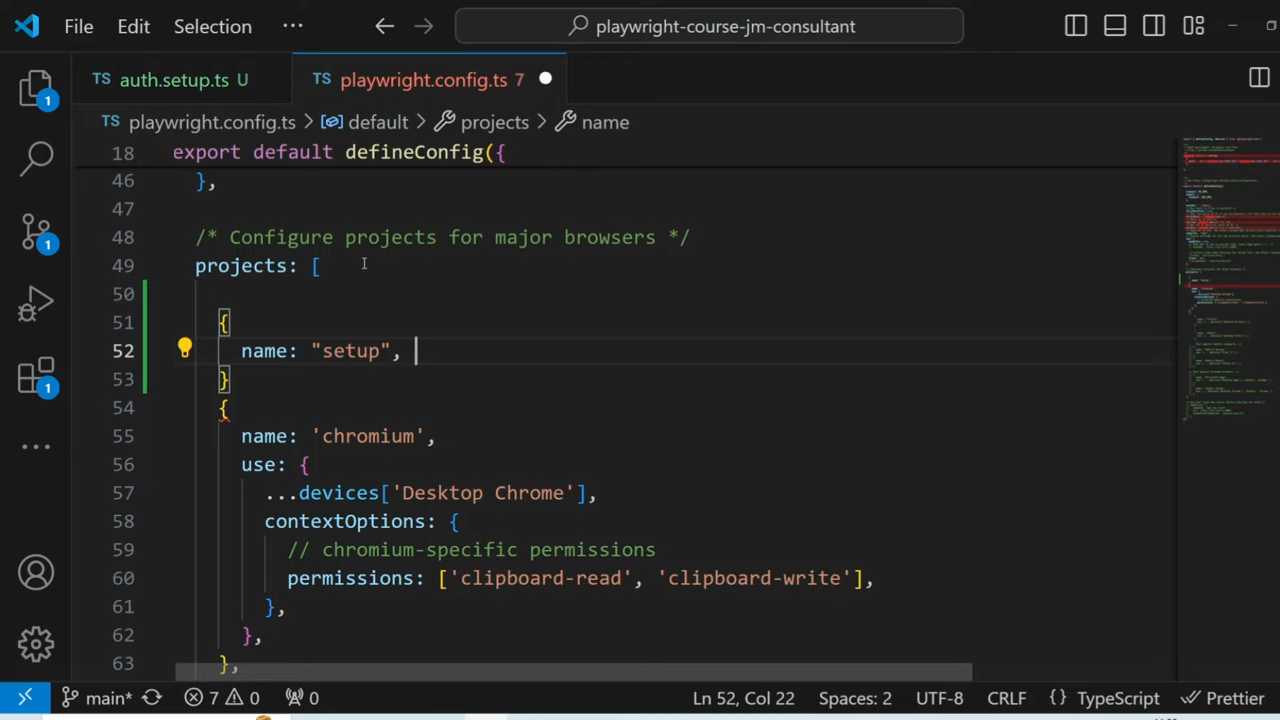 File Edit Selection ··· playwright-course-jm-consultant
TS auth.setup.ts U TS playwright.config.ts 7
1 TS playwright.config.ts > default > projects > name
18 export default defineConfig({
46 },
47
48 /* Configure projects for major browsers */
49 projects: [
50
51 {
52 name: "setup",
53 }
54 {
55 name: 'chromium',
56 use: {
57 ...devices['Desktop Chrome'],
58 contextOptions: {
59 // chromium-specific permissions
60 permissions: ['clipboard-read', 'clipboard-write'],
61 },
62 },
63 },
1
1
main* 7 0 0 Ln 52, Col 22 Spaces: 2 UTF-8 CRLF {} TypeScript Prettier